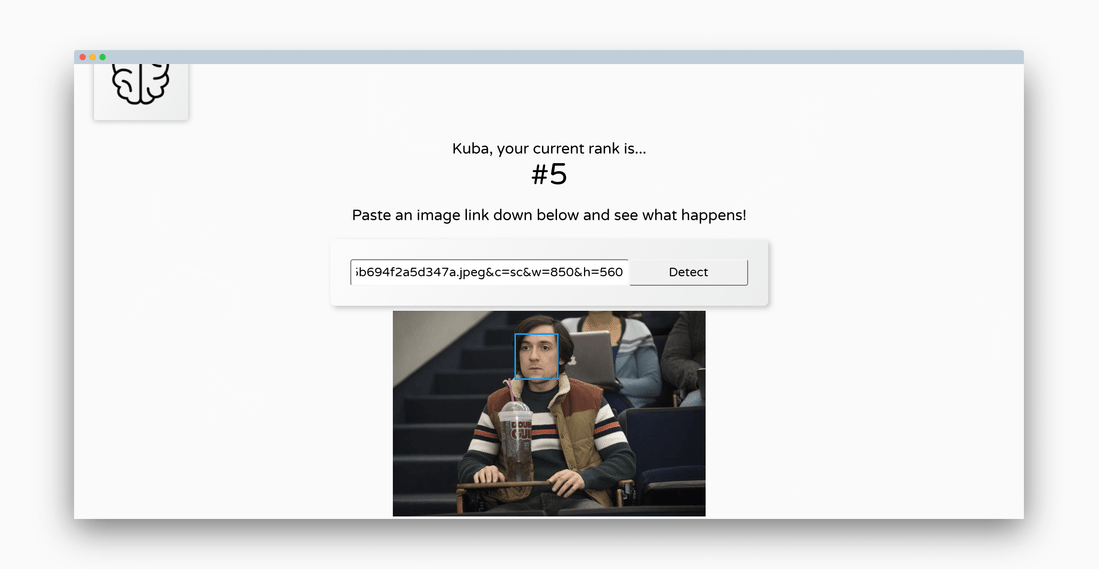 Kuba, your current rank is...
#5
Paste an image link down below and see what happens!
b694f2a5d347a.jpeg&c=sc&w=850&h=560
Detect